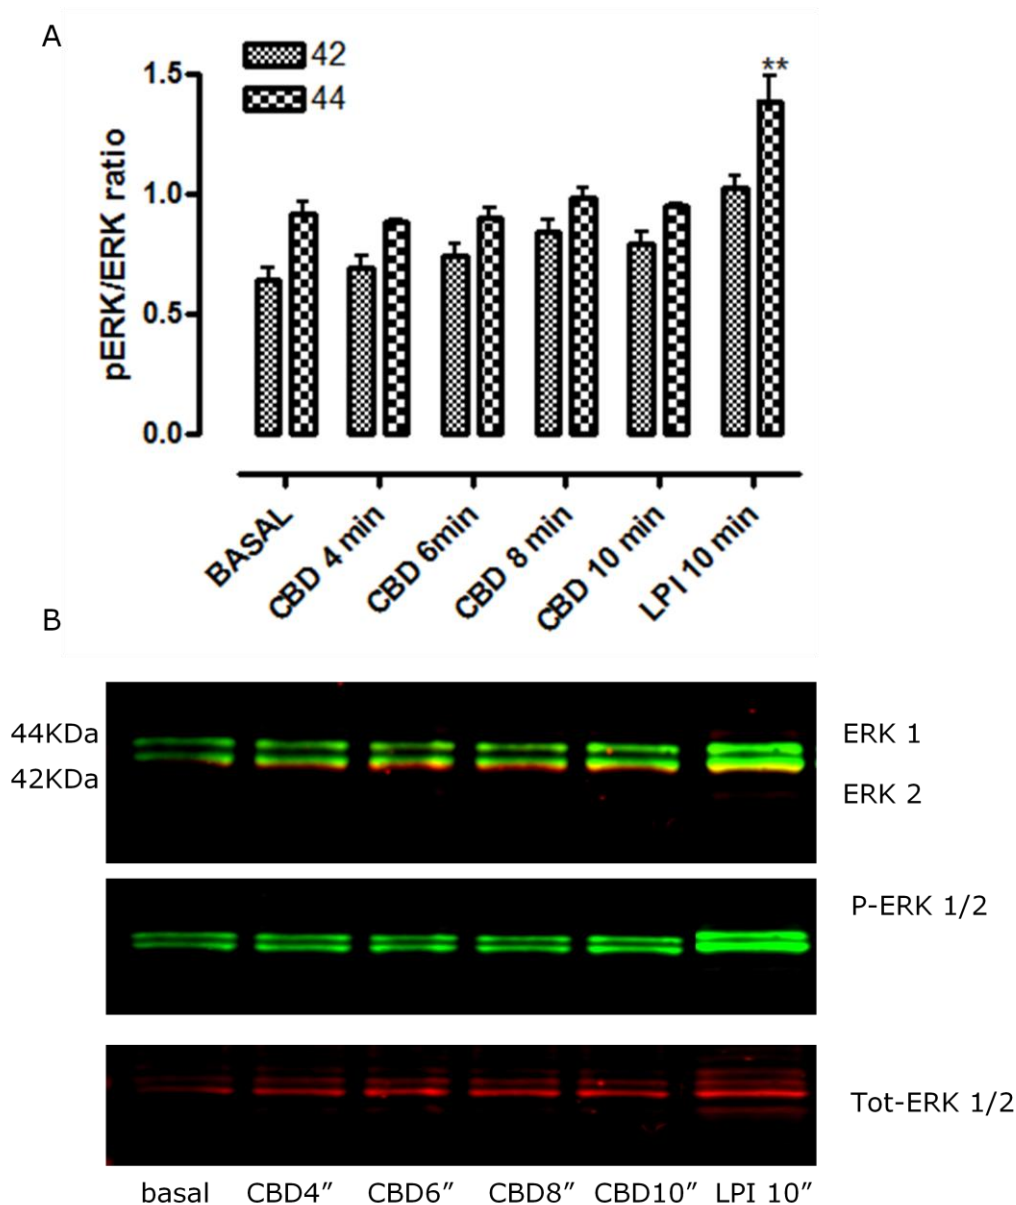 A
42
44
**
1.5
1.0
0.5
0.0
pERK/ERK ratio
BASAL
CBD 4 min
CBD 6min
CBD 8 min
CBD 10 min
LPI 10 min
B
44KDa
42KDa
ERK 1
ERK 2
P-ERK 1/2
Tot-ERK 1/2
basal CBD4” CBD6” CBD8” CBD10” LPI 10”